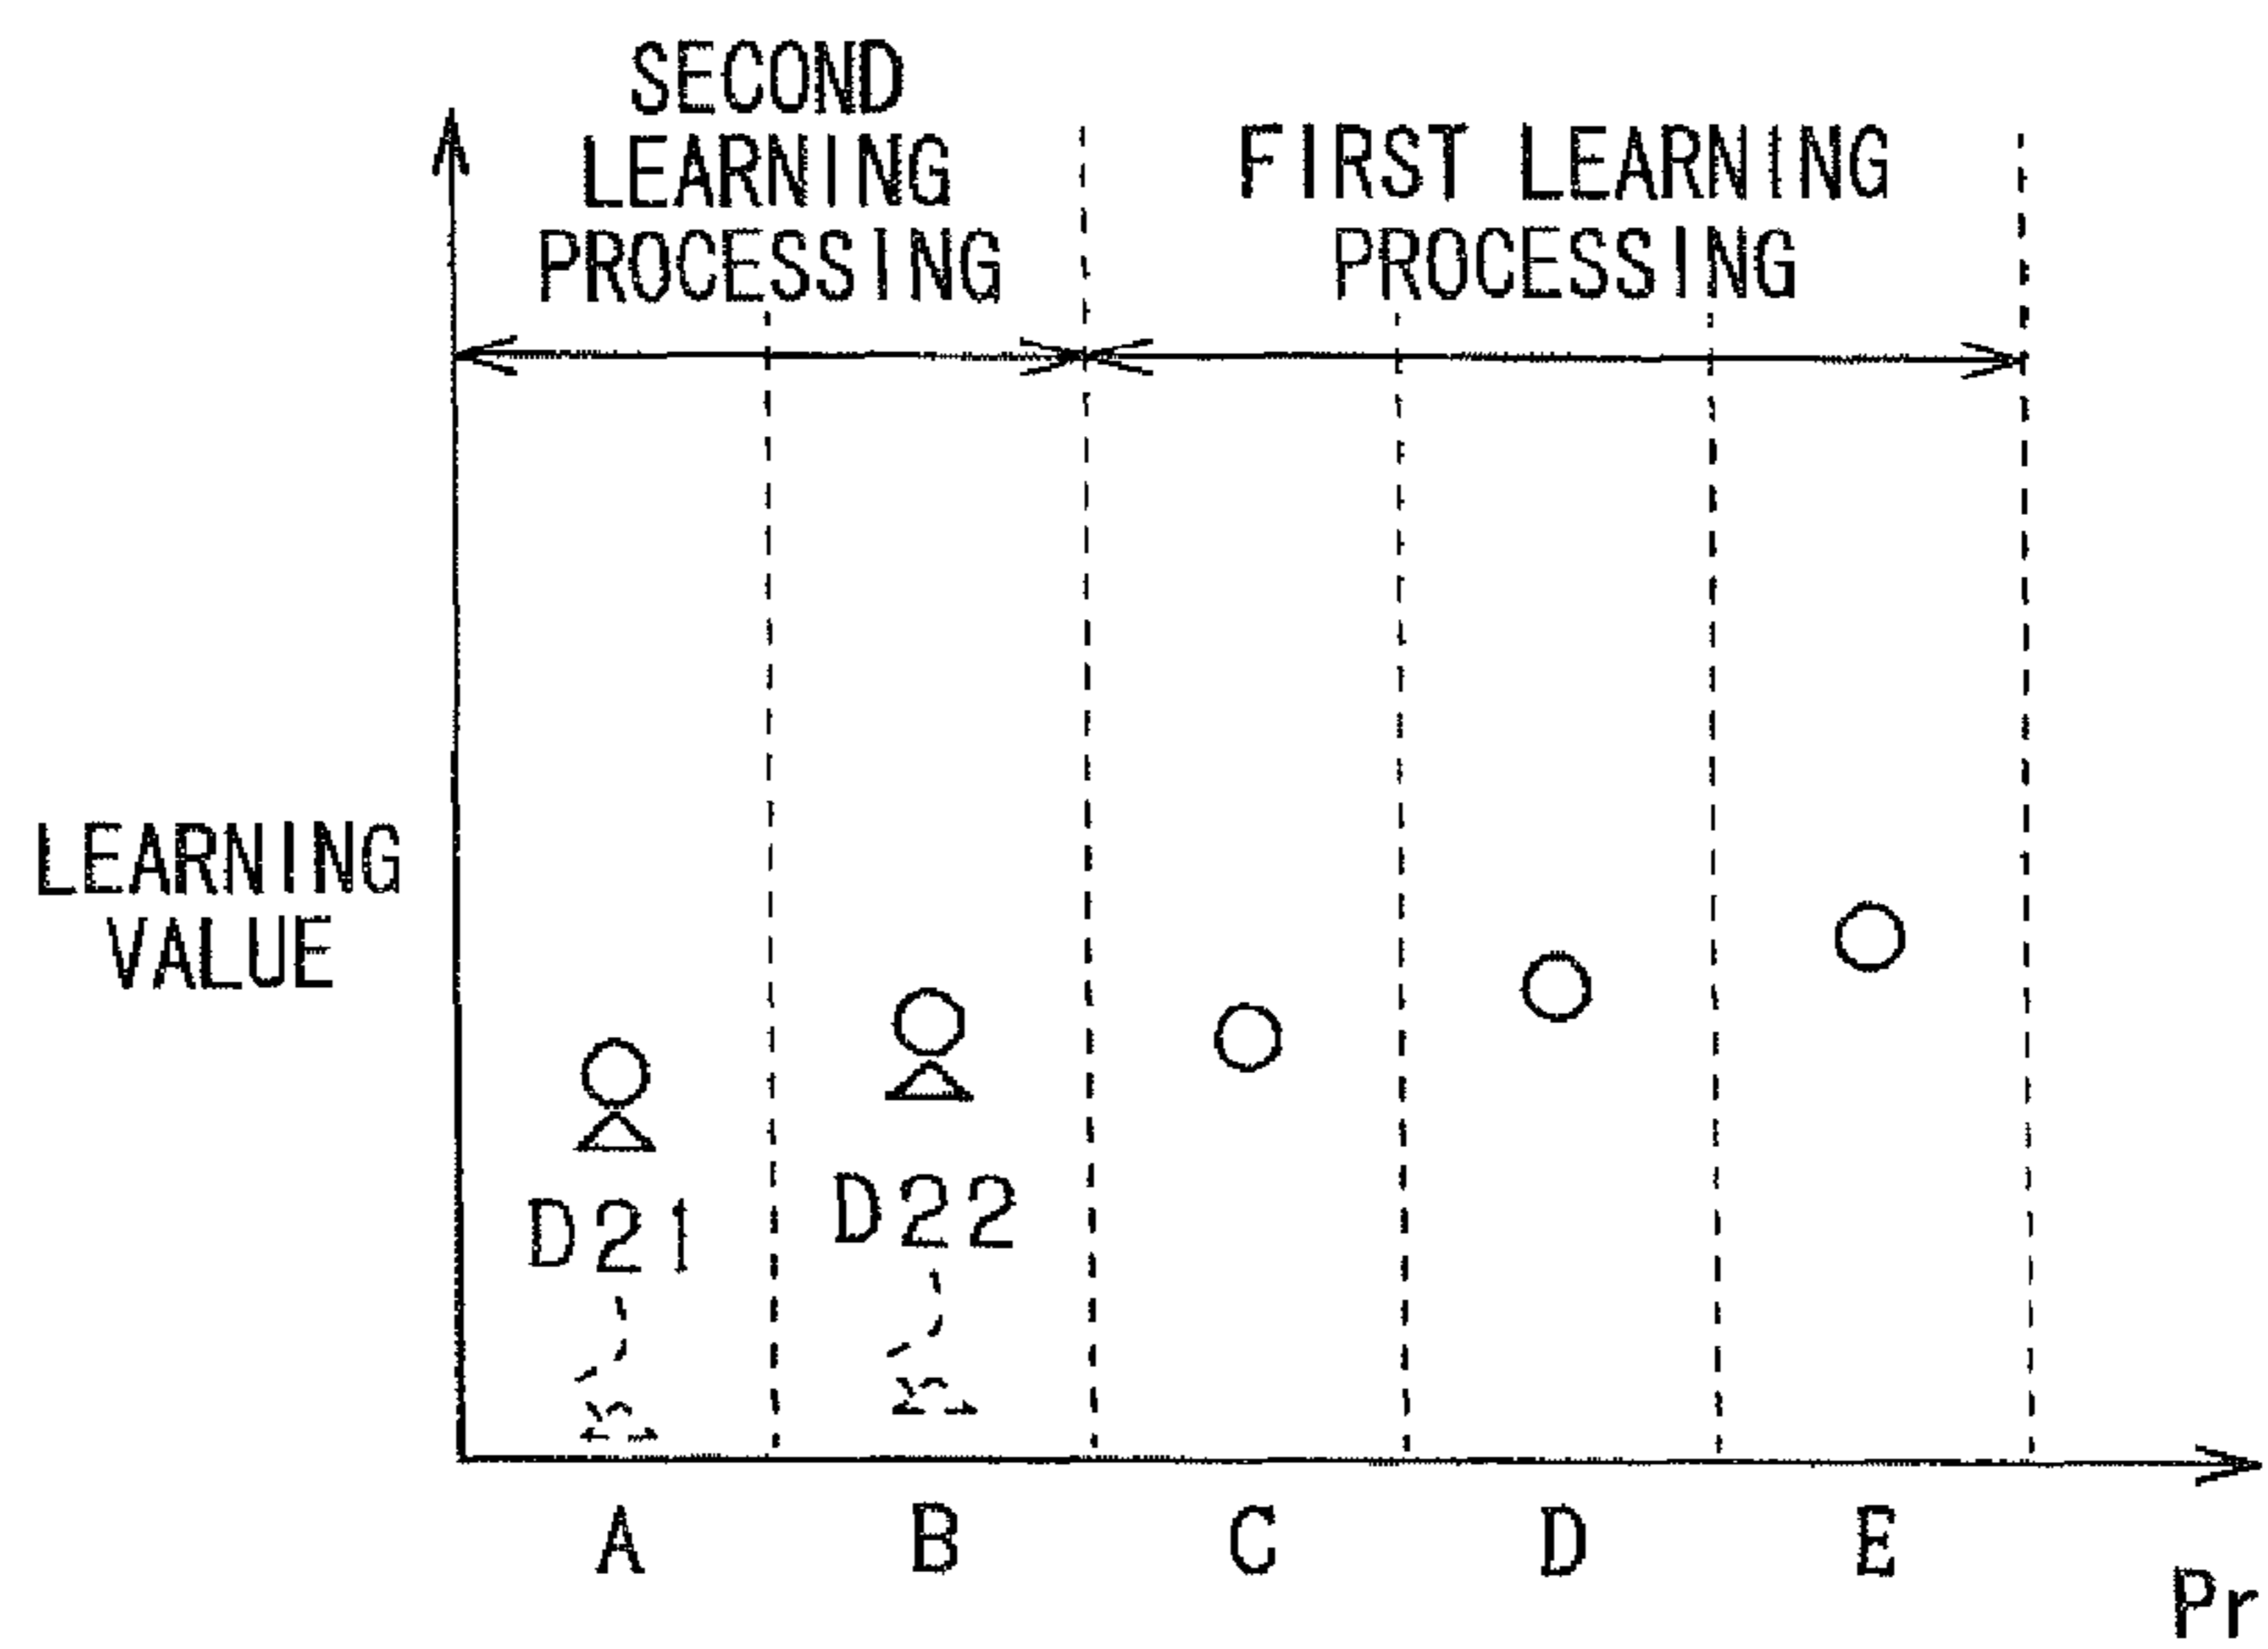 SECOND
LEARNING
PROCESSING
FIRST LEARNING
PROCESSING
LEARNING
VALUE
D21
D22
A
B
C
D
E
Pr